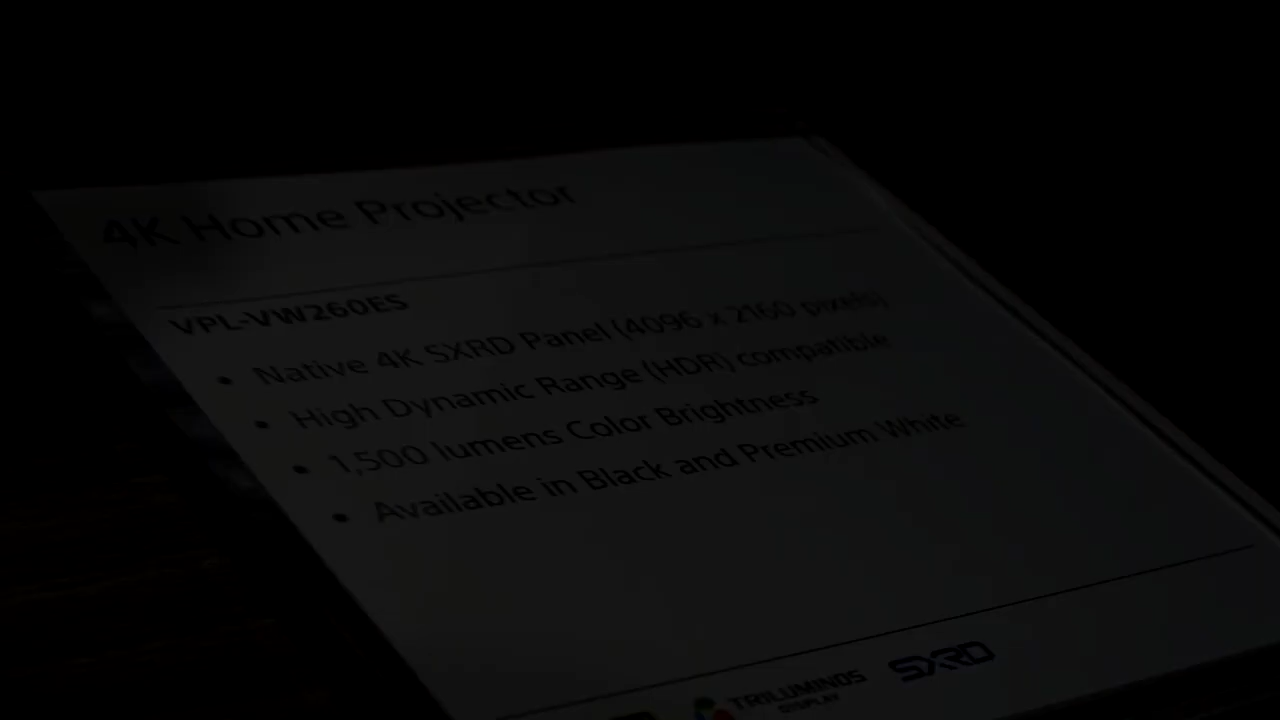 4K Home Projector
VPL-VW260ES
• Native 4K SXRD Panel (4096 x 2160 pixels)
• High Dynamic Range (HDR) compatible
• 1,500 lumens Color Brightness
• Available in Black and Premium White
TRILUMINOS
DISPLAY
SXRD